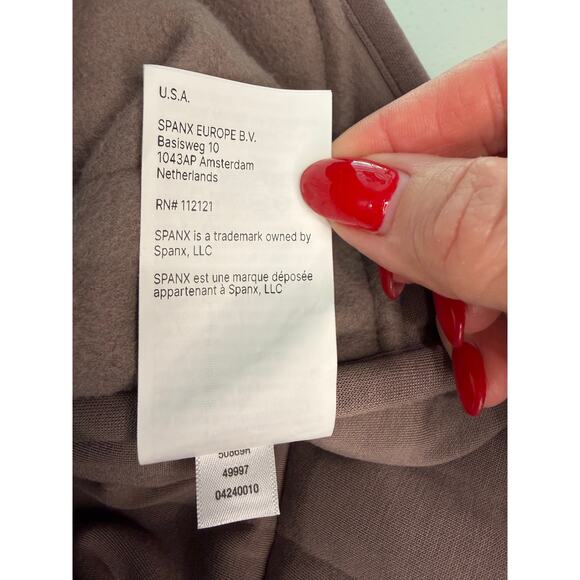 U.S.A.
SPANX EUROPE B.V.
Basisweg 10
1043AP Amsterdam
Netherlands
RN# 112121
SPANX is a trademark owned by
Spanx, LLC
SPANX est une marque déposée
appartenant à Spanx, LLC
50869R
49997
04240010